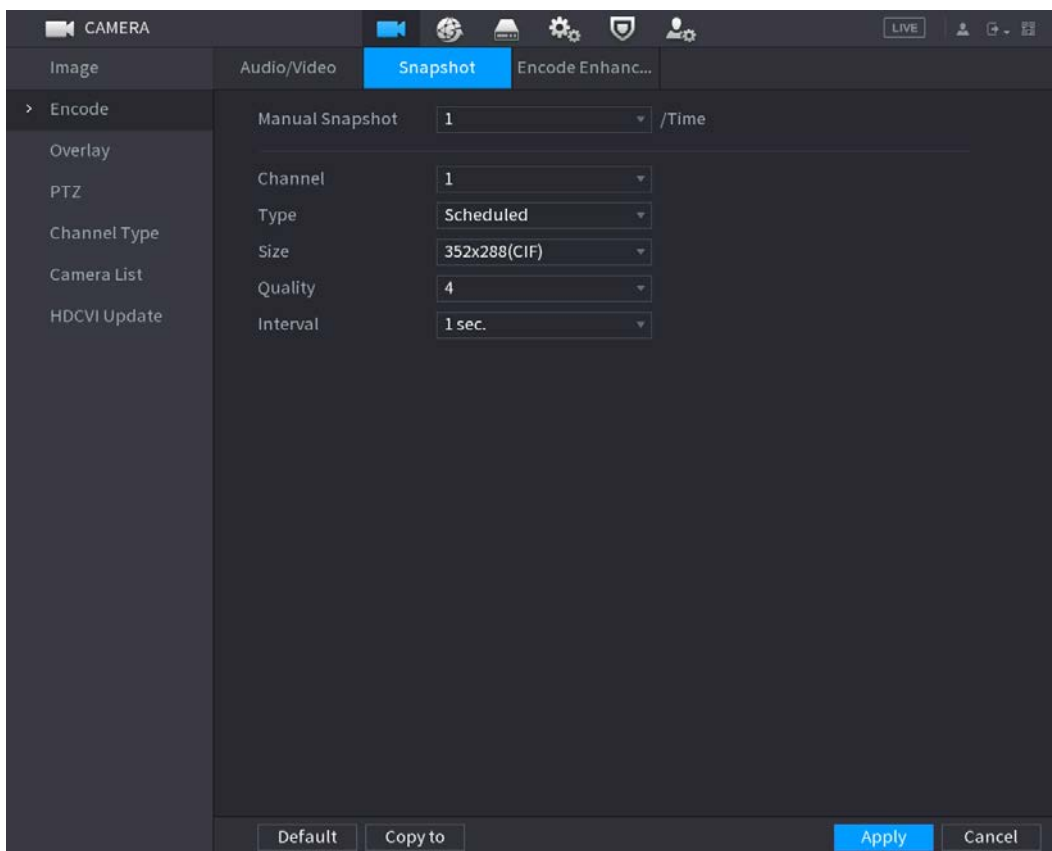 CAMERA
LIVE
Image
Audio/Video
Snapshot
Encode Enhanc...
Encode
Manual Snapshot
1
/Time
Overlay
PTZ
Channel
1
Type
Scheduled
Channel Type
Size
352x288(CIF)
Camera List
Quality
4
HDCVI Update
Interval
1 sec.
Default
Copy to
Apply
Cancel